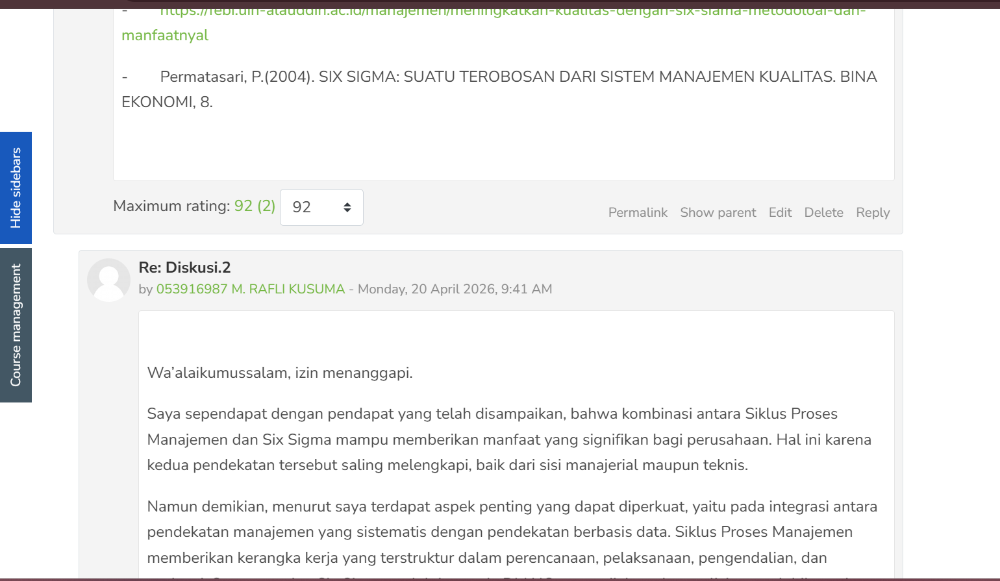 - https://febi.uin-alauddin.ac.id/manajemen/meningkatkan-kualitas-dengan-six-siama-metodoloai-dan-
manfaatnyal
- Permatasari, P.(2004). SIX SIGMA: SUATU TEROBOSAN DARI SISTEM MANAJEMEN KUALITAS. BINA
EKONOMI, 8.
Hide sidebars
Course management
Maximum rating: 92 (2) 92
Permalink Show parent Edit Delete Reply
Re: Diskusi.2
by 053916987 M. RAFLI KUSUMA - Monday, 20 April 2026, 9:41 AM
Wa’alaikumussalam, izin menanggapi.
Saya sependapat dengan pendapat yang telah disampaikan, bahwa kombinasi antara Siklus Proses
Manajemen dan Six Sigma mampu memberikan manfaat yang signifikan bagi perusahaan. Hal ini karena
kedua pendekatan tersebut saling melengkapi, baik dari sisi manajerial maupun teknis.
Namun demikian, menurut saya terdapat aspek penting yang dapat diperkuat, yaitu pada integrasi antara
pendekatan manajemen yang sistematis dengan pendekatan berbasis data. Siklus Proses Manajemen
memberikan kerangka kerja yang terstruktur dalam perencanaan, pelaksanaan, pengendalian, dan